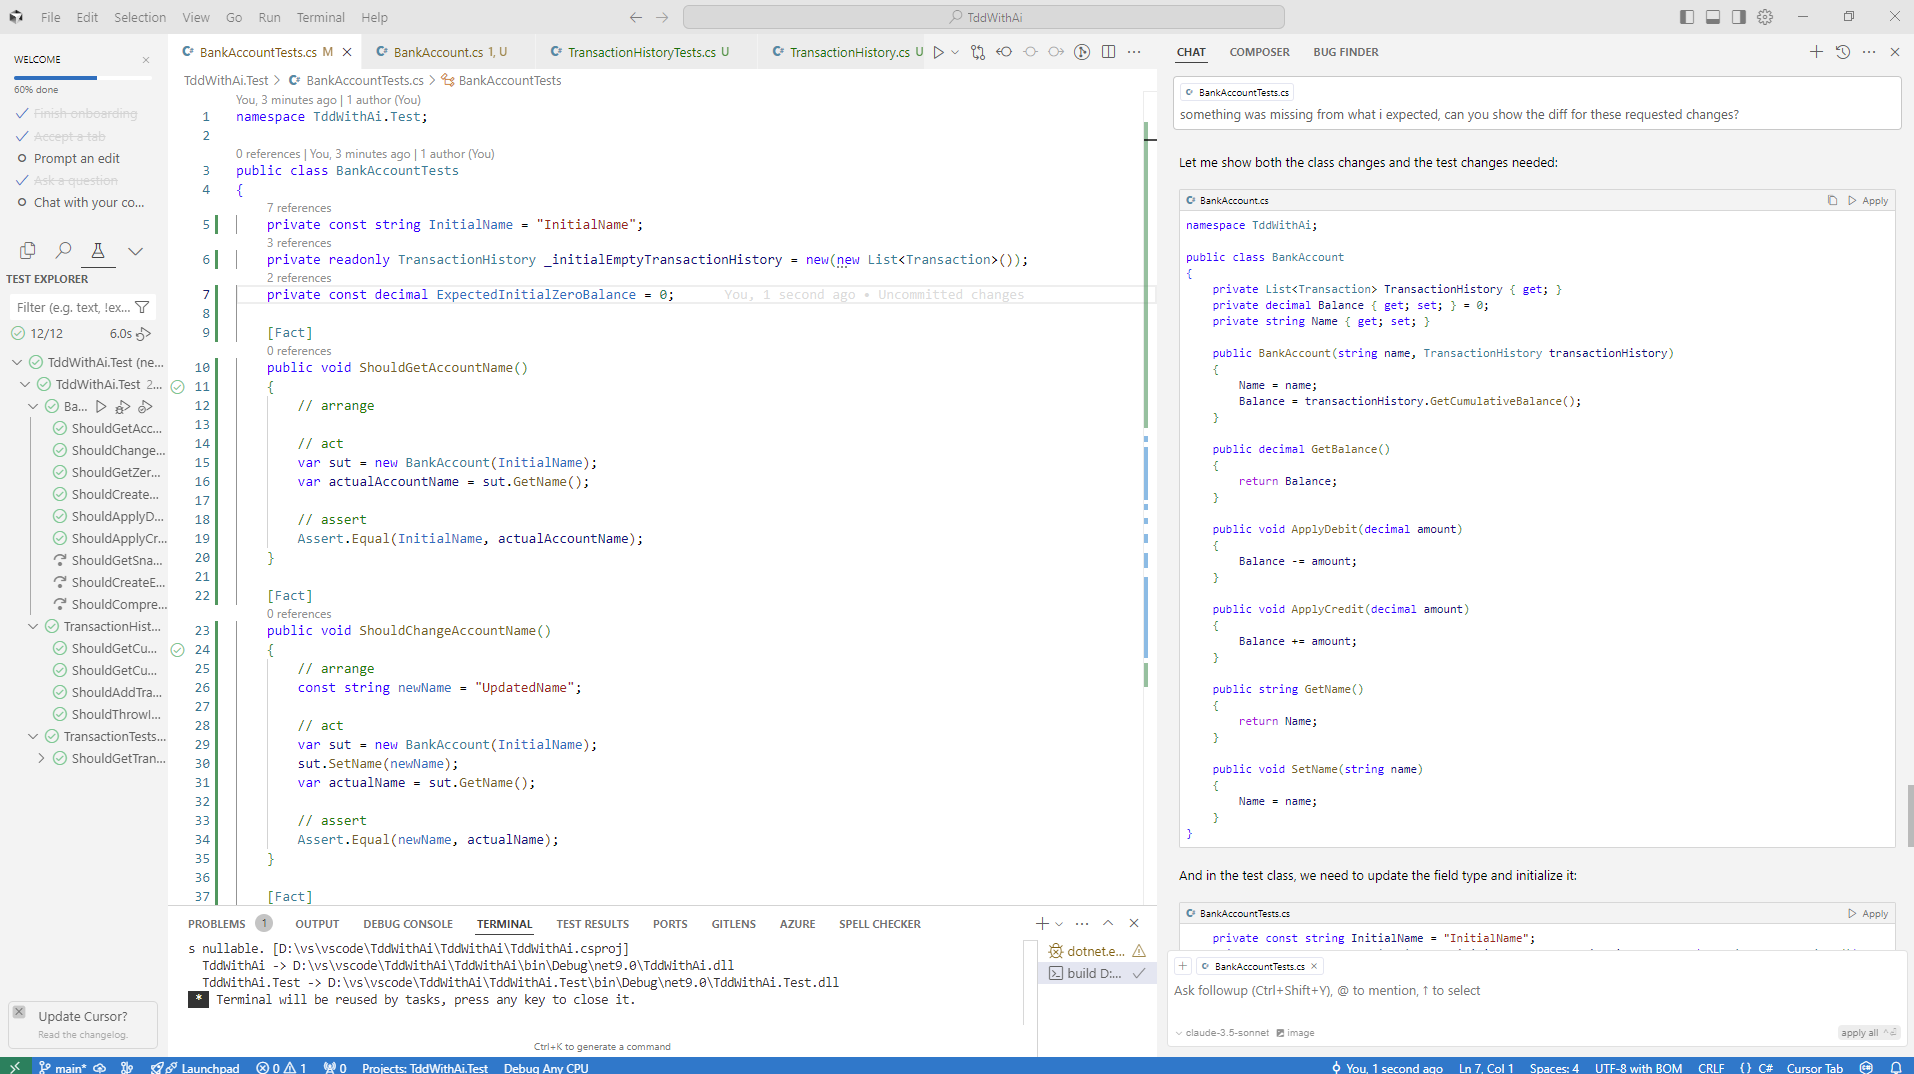 File Edit Selection View Go Run Terminal Help
TddWithAi
WELCOME
60% done
Finish onboarding
Accept a tab
Prompt an edit
Ask a question
Chat with your co...
TEST EXPLORER
Filter (e.g. text, !ex...
12/12 6.0s
TddWithAi.Test (ne...
TddWithAi.Test 2...
Ba...
ShouldGetAcc...
ShouldChange...
ShouldGetZer...
ShouldCreate...
ShouldApplyD...
ShouldApplyCr...
ShouldGetSna...
ShouldCreateE...
ShouldCompre...
TransactionHist...
ShouldGetCu...
ShouldGetCu...
ShouldAddTra...
ShouldThrowI...
TransactionTests...
ShouldGetTran...
Update Cursor?
Read the changelog.
BankAccountTests.cs M
BankAccount.cs 1, U
TransactionHistoryTests.cs U
TransactionHistory.cs U
TddWithAi.Test > BankAccountTests.cs > BankAccountTests
You, 3 minutes ago | 1 author (You)
1 namespace TddWithAi.Test;
2
0 references | You, 3 minutes ago | 1 author (You)
3 public class BankAccountTests
4 {
7 references
5 private const string InitialName = "InitialName";
3 references
6 private readonly TransactionHistory _initialEmptyTransactionHistory = new(new List<Transaction>());
2 references
7 private const decimal ExpectedInitialZeroBalance = 0; You, 1 second ago • Uncommitted changes
8
9 [Fact]
0 references
10 public void ShouldGetAccountName()
11 {
12 // arrange
13
14 // act
15 var sut = new BankAccount(InitialName);
16 var actualAccountName = sut.GetName();
17
18 // assert
19 Assert.Equal(InitialName, actualAccountName);
20 }
21
22 [Fact]
0 references
23 public void ShouldChangeAccountName()
24 {
25 // arrange
26 const string newName = "UpdatedName";
27
28 // act
29 var sut = new BankAccount(InitialName);
30 sut.SetName(newName);
31 var actualName = sut.GetName();
32
33 // assert
34 Assert.Equal(newName, actualName);
35 }
36
37 [Fact]
PROBLEMS 1 OUTPUT DEBUG CONSOLE TERMINAL TEST RESULTS PORTS GITLENS AZURE SPELL CHECKER
s nullable. [D:\vs\vscode\TddWithAi\TddWithAi\TddWithAi.csproj]
TddWithAi -> D:\vs\vscode\TddWithAi\TddWithAi\bin\Debug\net9.0\TddWithAi.dll
TddWithAi.Test -> D:\vs\vscode\TddWithAi\TddWithAi.Test\bin\Debug\net9.0\TddWithAi.Test.dll
* Terminal will be reused by tasks, press any key to close it.
Ctrl+K to generate a command
dotnet.e...
build D:...
CHAT COMPOSER BUG FINDER
BankAccountTests.cs
something was missing from what i expected, can you show the diff for these requested changes?
Let me show both the class changes and the test changes needed:
BankAccount.cs Apply
namespace TddWithAi;
public class BankAccount
{
private List<Transaction> TransactionHistory { get; }
private decimal Balance { get; set; } = 0;
private string Name { get; set; }
public BankAccount(string name, TransactionHistory transactionHistory)
{
Name = name;
Balance = transactionHistory.GetCumulativeBalance();
}
public decimal GetBalance()
{
return Balance;
}
public void ApplyDebit(decimal amount)
{
Balance -= amount;
}
public void ApplyCredit(decimal amount)
{
Balance += amount;
}
public string GetName()
{
return Name;
}
public void SetName(string name)
{
Name = name;
}
}
And in the test class, we need to update the field type and initialize it:
BankAccountTests.cs Apply
private const string InitialName = "InitialName";
+ BankAccountTests.cs ×
Ask followup (Ctrl+Shift+Y), @ to mention, ↑ to select
claude-3.5-sonnet image apply all
main* Launchpad 0 1 0 Projects: TddWithAi.Test Debug Any CPU
You, 1 second ago Ln 7, Col 1 Spaces: 4 UTF-8 with BOM CRLF {} C# Cursor Tab